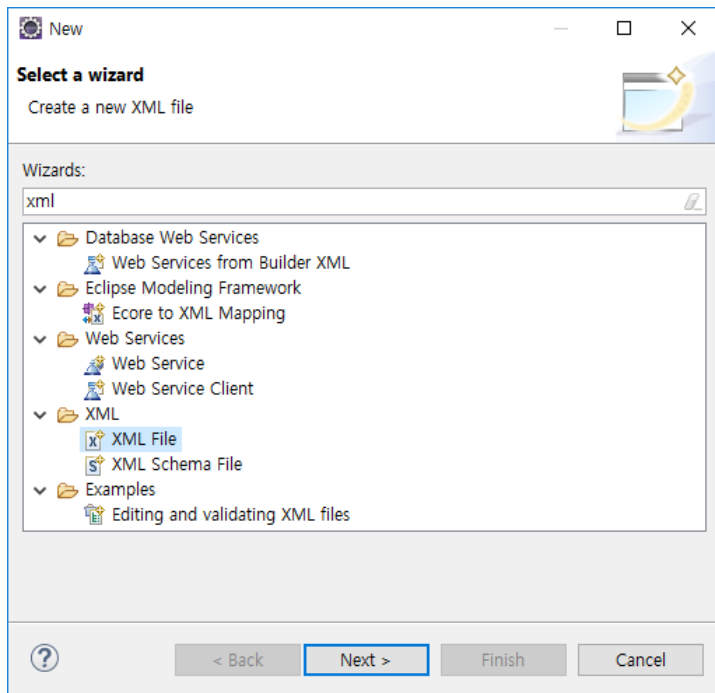 New
Select a wizard
Create a new XML file
Wizards:
xml
Database Web Services
Web Services from Builder XML
Eclipse Modeling Framework
Ecore to XML Mapping
Web Services
Web Service
Web Service Client
XML
XML File
XML Schema File
Examples
Editing and validating XML files
< Back Next > Finish Cancel